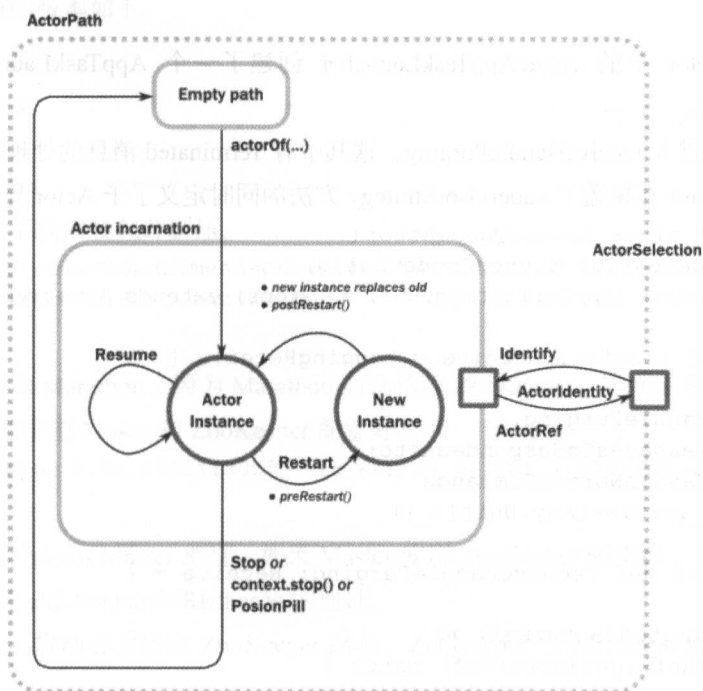 ActorPath
Empty path
actorOf(...)
Actor incarnation
ActorSelection
• new instance replaces old
• postRestart()
Resume
Identify
Actor
Instance
New
Instance
ActorIdentity
ActorRef
Restart
• preRestart()
Stop or
context.stop() or
PosionPill